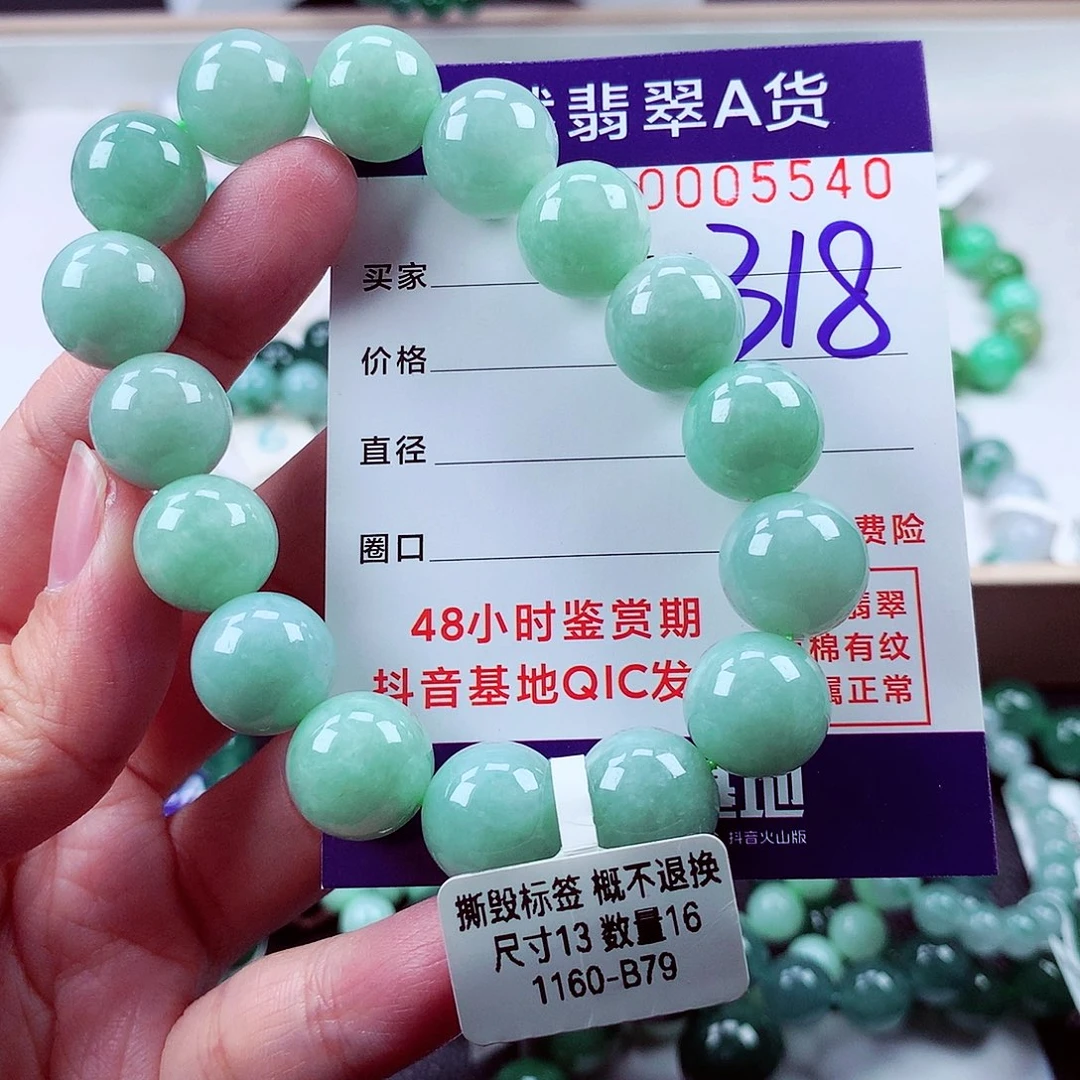 翡翠A货
0005540
318
买家
价格
直径
圈口
费险
48小时鉴赏期
抖音基地QIC发
翡翠
棉有纹
属正常
基地
抖音火山版
撕毁标签 概不退换
尺寸13 数量16
1160-B79